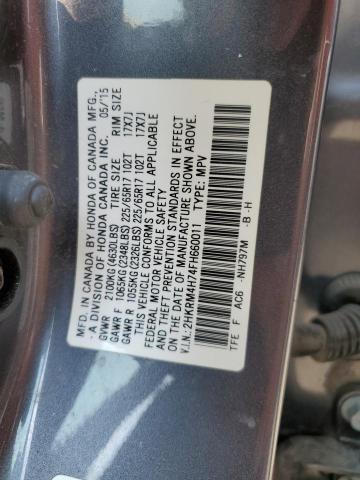 MFD. IN CANADA BY HONDA OF CANADA MFG.,
- A DIVISION OF HONDA CANADA INC. 05/15
GVWR 2100KG(4630LBS) TIRE SIZE RIM SIZE
GAWR F 1065KG(2348LBS) 225/65R17 102T 17X7J
GAWR R 1055KG(2326LBS) 225/65R17 102T 17X7J
THIS VEHICLE CONFORMS TO ALL APPLICABLE
FEDERAL MOTOR VEHICLE SAFETY
AND THEFT PREVENTION STANDARDS IN EFFECT
ON THE DATE OF MANUFACTURE SHOWN ABOVE.
V.I.N.: 2HKRM4H74FH660011 TYPE: MPV
TFE F AC6 -NH797M -B-H